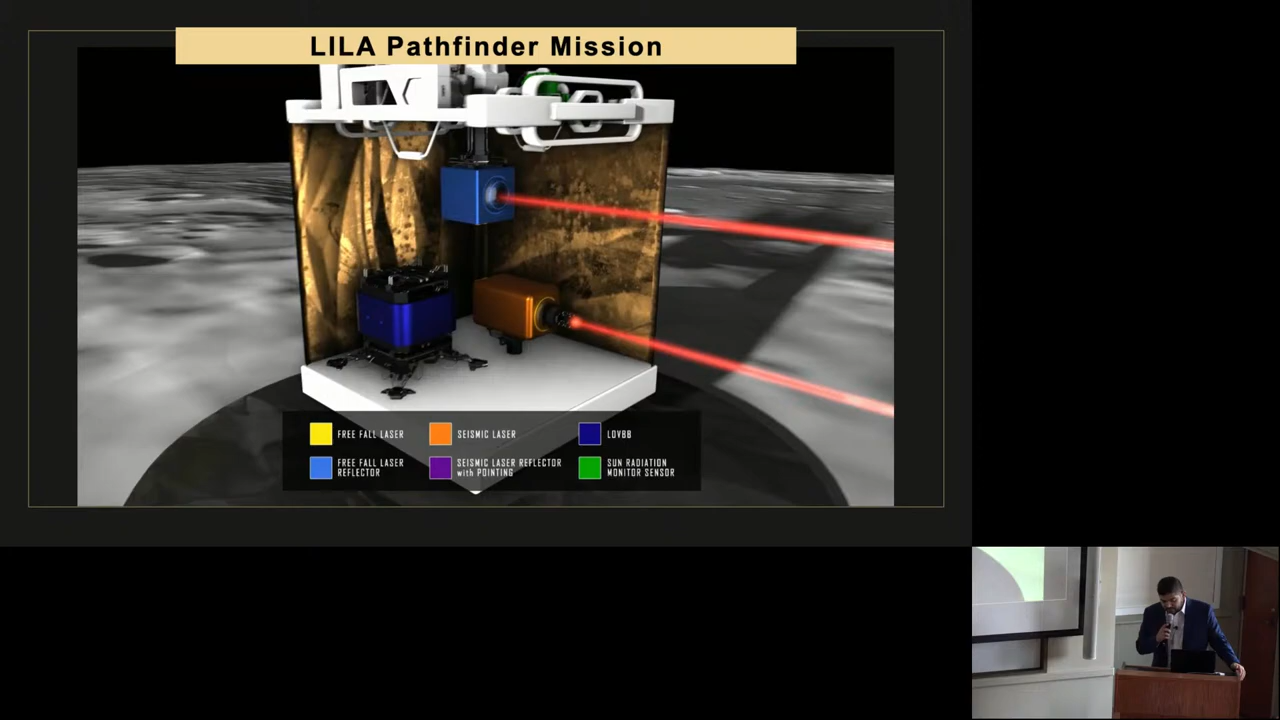 LILA Pathfinder Mission
FREE FALL LASER
SEISMIC LASER
LOVBB
FREE FALL LASER
REFLECTOR
SEISMIC LASER REFLECTOR
with POINTING
SUN RADIATION
MONITOR SENSOR